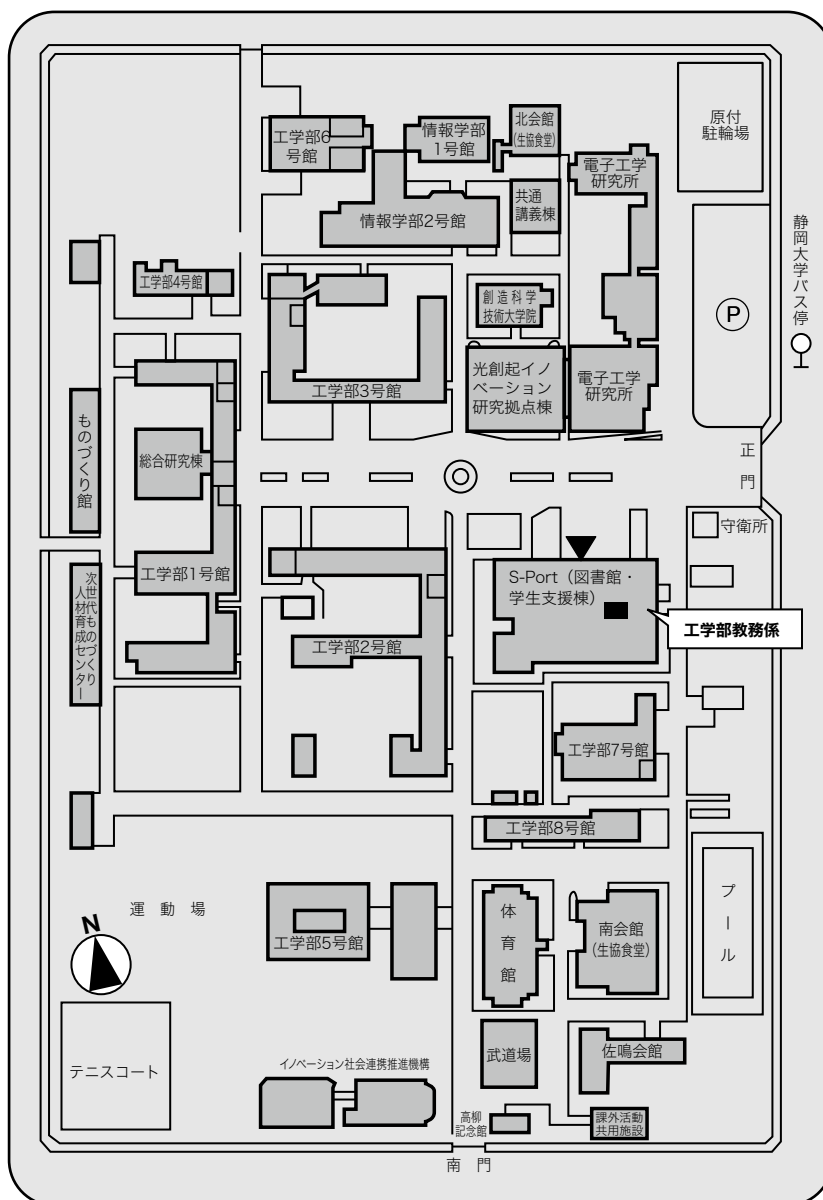 原付
駐輪場
北会館
(生協食堂)
情報学部
1号館
工学部6
号館
電子工学
研究所
共通
講義棟
情報学部2号館
静岡大学バス停
工学部4号館
創造科学
技術大学院
P
光創起イノ
ベーション
研究拠点棟
電子工学
研究所
工学部3号館
ものづくり館
総合研究棟
正門
守衛所
工学部1号館
次世代ものづくり
人材育成センター
S-Port（図書館・
学生支援棟）
工学部教務係
工学部2号館
工学部7号館
工学部8号館
プール
運動場
N
工学部5号館
体育館
南会館
(生協食堂)
テニスコート
イノベーション社会連携推進機構
武道場
佐鳴会館
高柳
記念館
課外活動
共用施設
南門